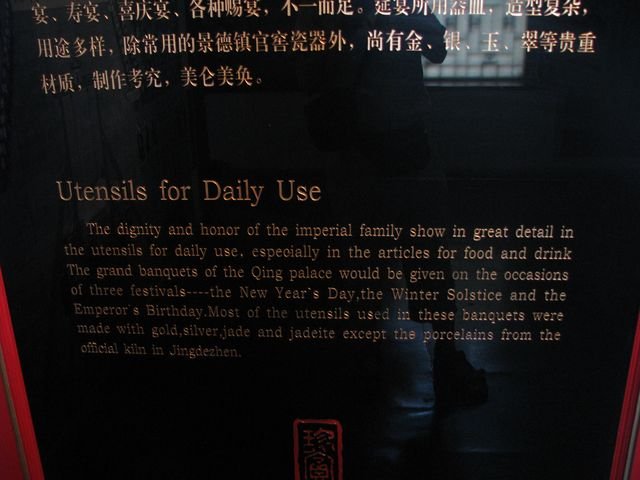 宴、寿宴、喜庆宴、各种赐宴，不一而足。延宴所用器皿，造型复杂，
用途多样，除常用的景德镇官窑瓷器外，尚有金、银、玉、翠等贵重
材质，制作考究，美仑美奂。
Utensils for Daily Use
The dignity and honor of the imperial family show in great detail in
the utensils for daily use, espeoially in the articles for food and drink
The grand banquets of the Qing palace would be given on the occasions
of three festivals----the New Year's Day,the Winter Solstice and the
Emperor's Birthday.Most of the utensils used in these banquets were
made with gold,silver,jade and jadeite except the porcelains from the
official kiln in Jingdezhen.